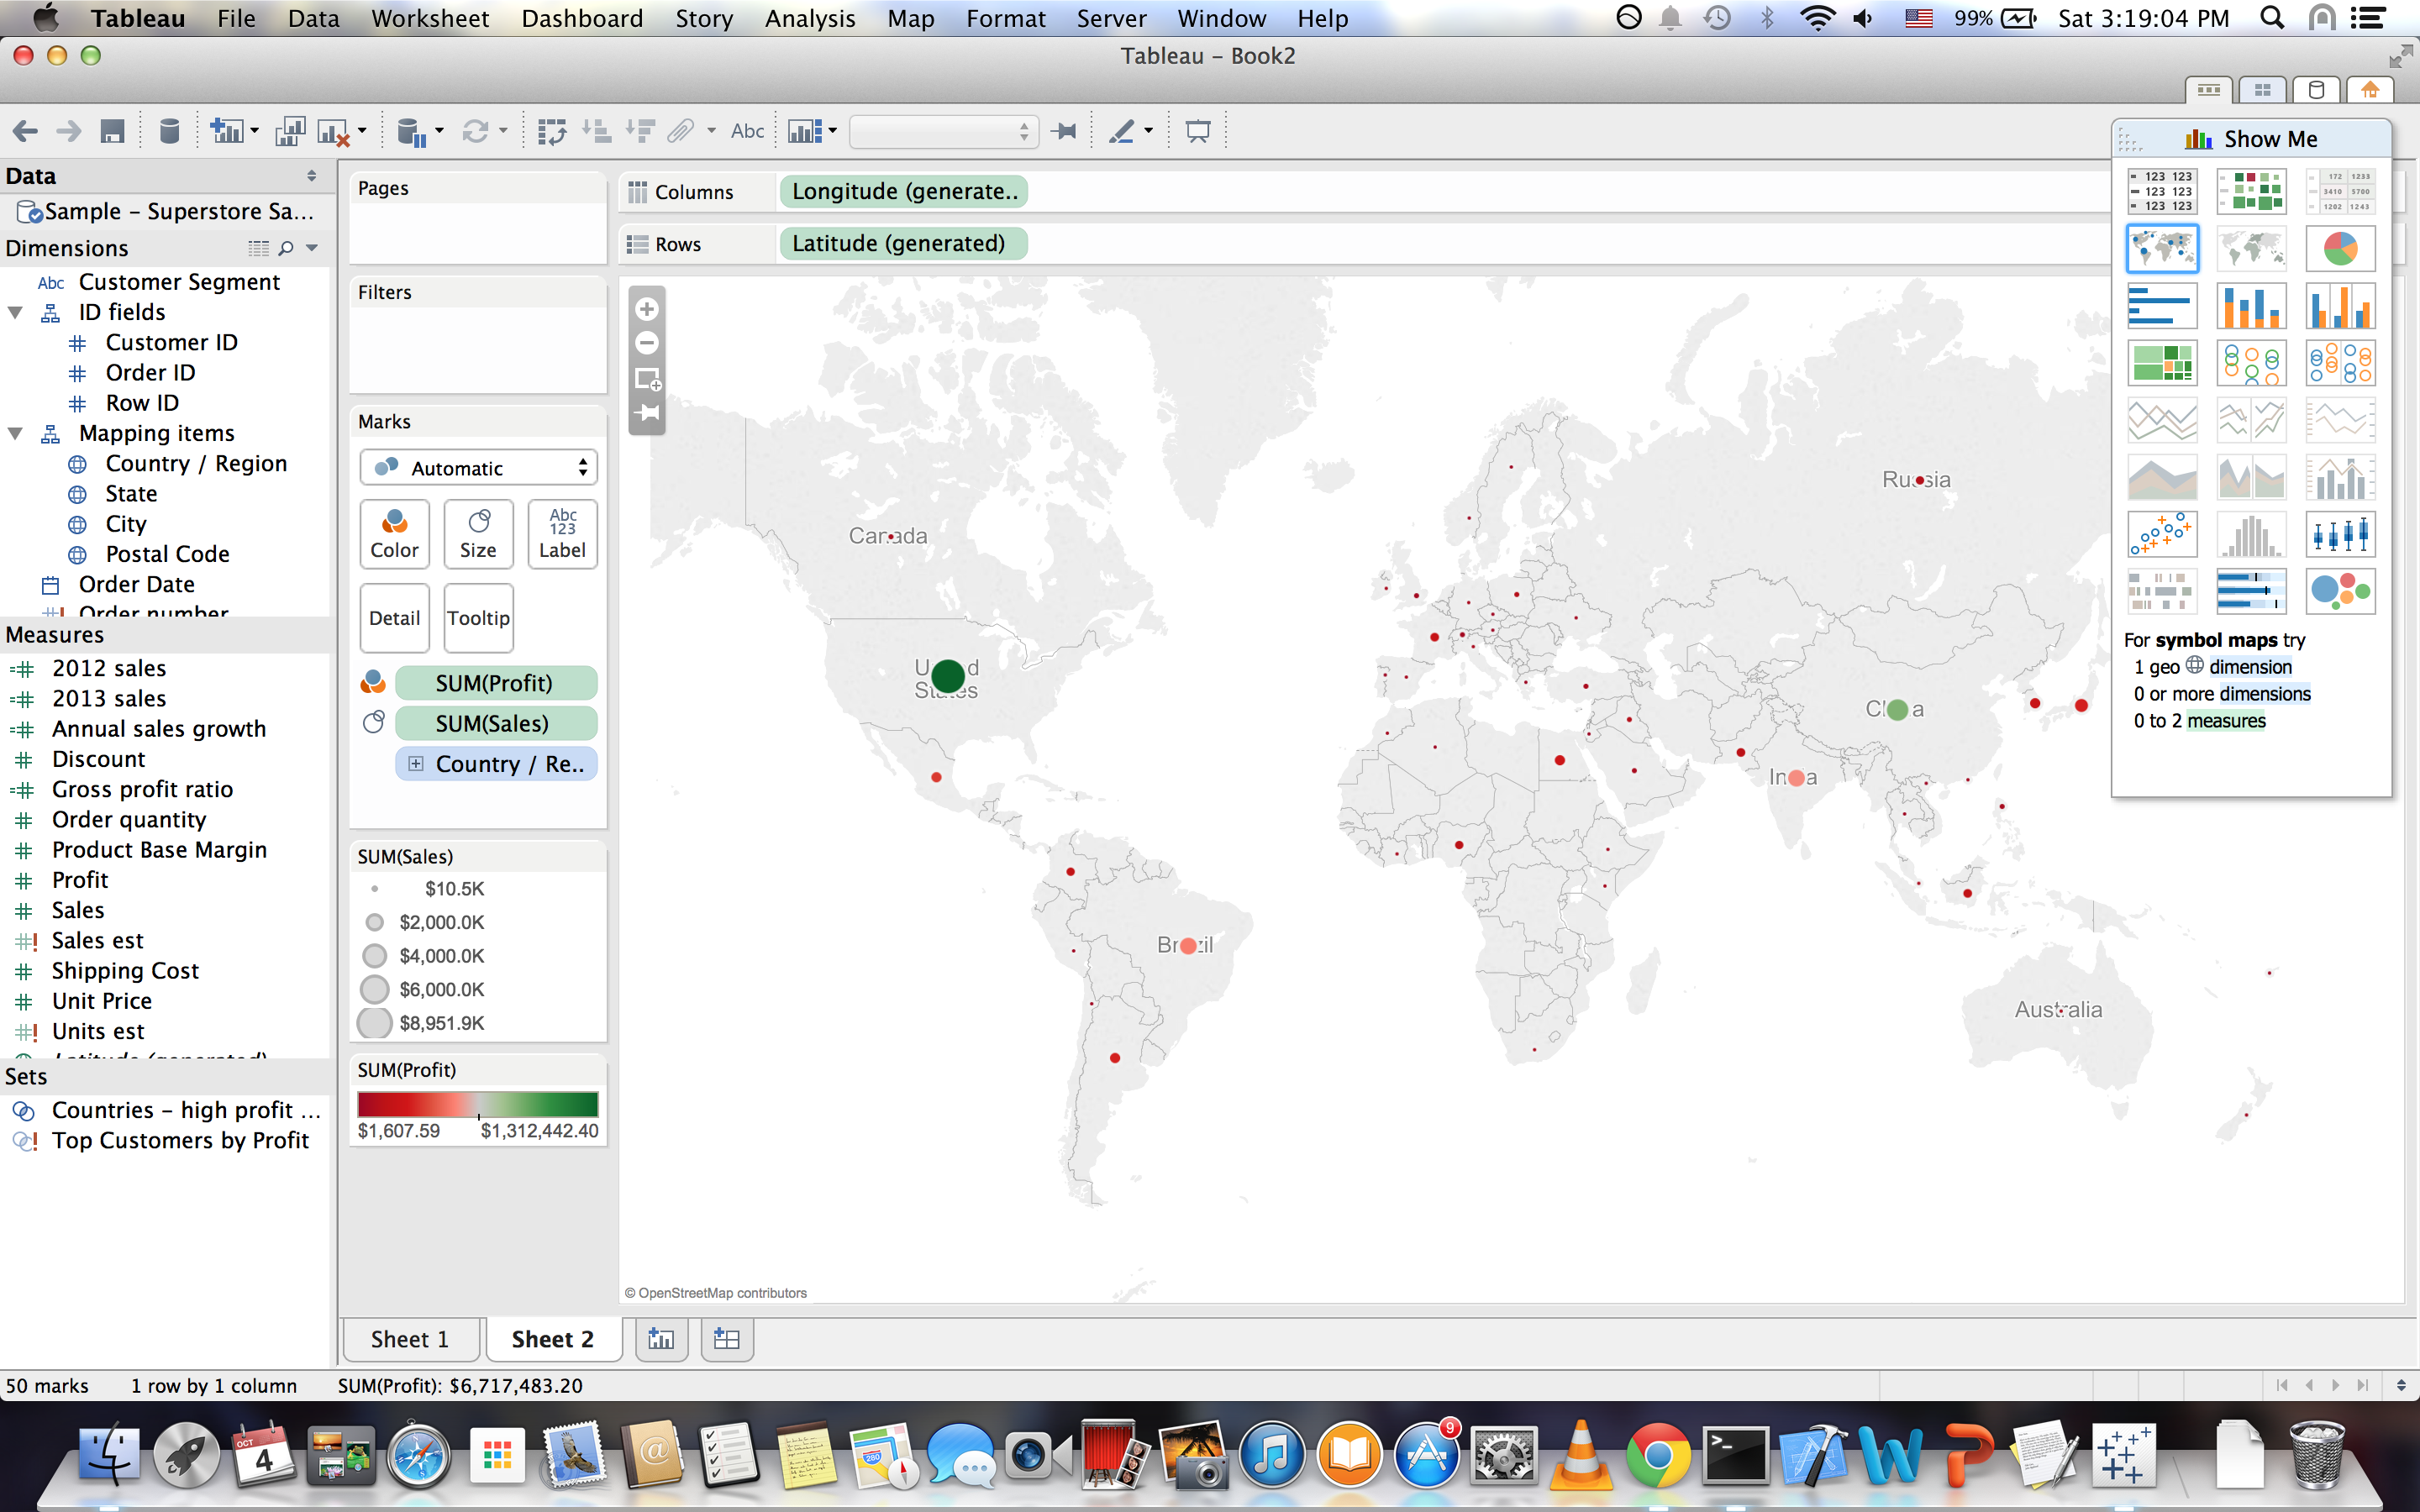 Tableau File Data Worksheet Dashboard Story Analysis Map Format Server Window Help 99% Sat 3:19:04 PM
Tableau - Book2
Abc
Show Me
Data
Sample - Superstore Sa...
Dimensions
Abc Customer Segment
ID fields
Customer ID
Order ID
Row ID
Mapping items
Country / Region
State
City
Postal Code
Order Date
Order number
Measures
2012 sales
2013 sales
Annual sales growth
Discount
Gross profit ratio
Order quantity
Product Base Margin
Profit
Sales
Sales est
Shipping Cost
Unit Price
Units est
Latitude (generated)
Sets
Countries - high profit ...
Top Customers by Profit
Pages
Filters
Marks
Automatic
Color
Size
Abc
123
Label
Detail
Tooltip
SUM(Profit)
SUM(Sales)
Country / Re..
SUM(Sales)
$10.5K
$2,000.0K
$4,000.0K
$6,000.0K
$8,951.9K
SUM(Profit)
$1,607.59 $1,312,442.40
Columns Longitude (generate..
Rows Latitude (generated)
Canada
Russia
United
States
China
India
Brazil
Australia
© OpenStreetMap contributors
123 123
123 123
123 123
172 1233
3410 5700
1202 1243
For symbol maps try
1 geo dimension
0 or more dimensions
0 to 2 measures
Sheet 1 Sheet 2
50 marks 1 row by 1 column SUM(Profit): $6,717,483.20
OCT
4
280
9